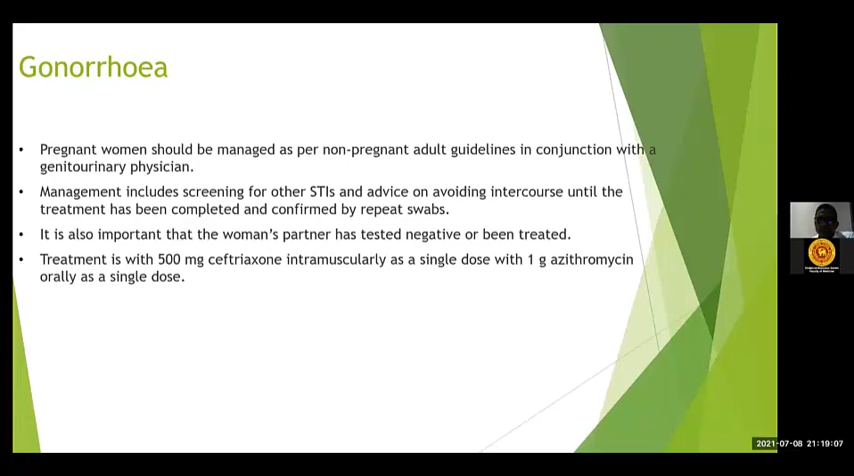 Gonorrhoea
• Pregnant women should be managed as per non-pregnant adult guidelines in conjunction with a
genitourinary physician.
• Management includes screening for other STIs and advice on avoiding intercourse until the
treatment has been completed and confirmed by repeat swabs.
• It is also important that the woman's partner has tested negative or been treated.
• Treatment is with 500 mg ceftriaxone intramuscularly as a single dose with 1 g azithromycin
orally as a single dose.
2021-07-08 21:19:07